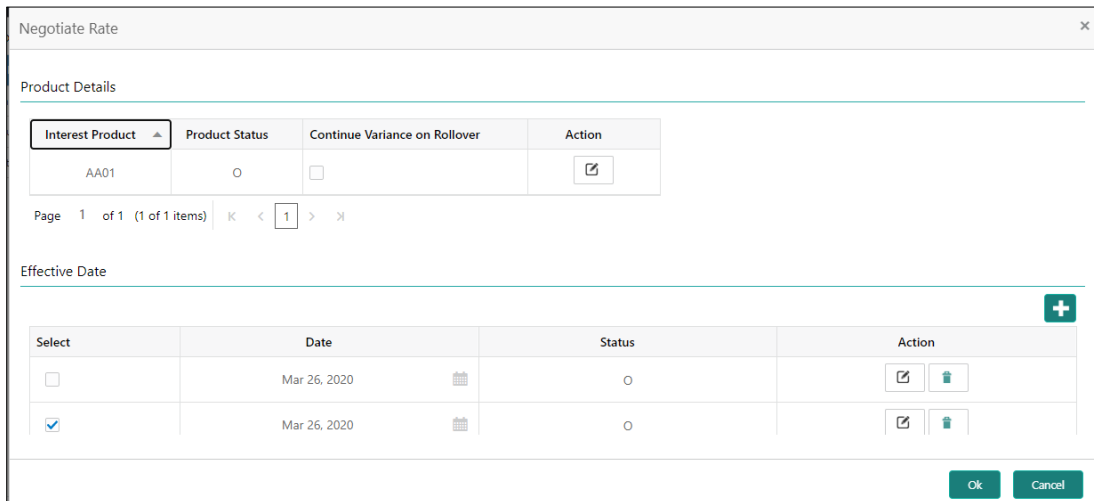 Negotiate Rate
Product Details
Interest Product Product Status Continue Variance on Rollover Action
AA01 O
Page 1 of 1 (1 of 1 items) K < 1 > >|
Effective Date
Select Date Status Action
Mar 26, 2020 O
Mar 26, 2020 O
Ok Cancel